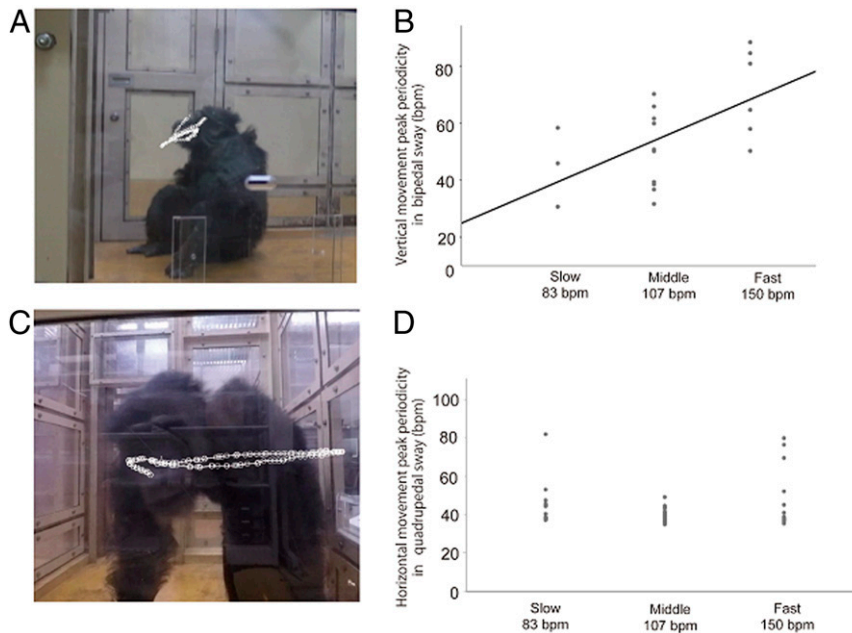 A
B
Vertical movement peak periodicity
in bipedal sway (bpm)
80
60
40
20
0
Slow
83 bpm
Middle
107 bpm
Fast
150 bpm
C
D
Horizontal movement peak periodicity
in quadrupedal sway (bpm)
100
80
60
40
20
0
Slow
83 bpm
Middle
107 bpm
Fast
150 bpm